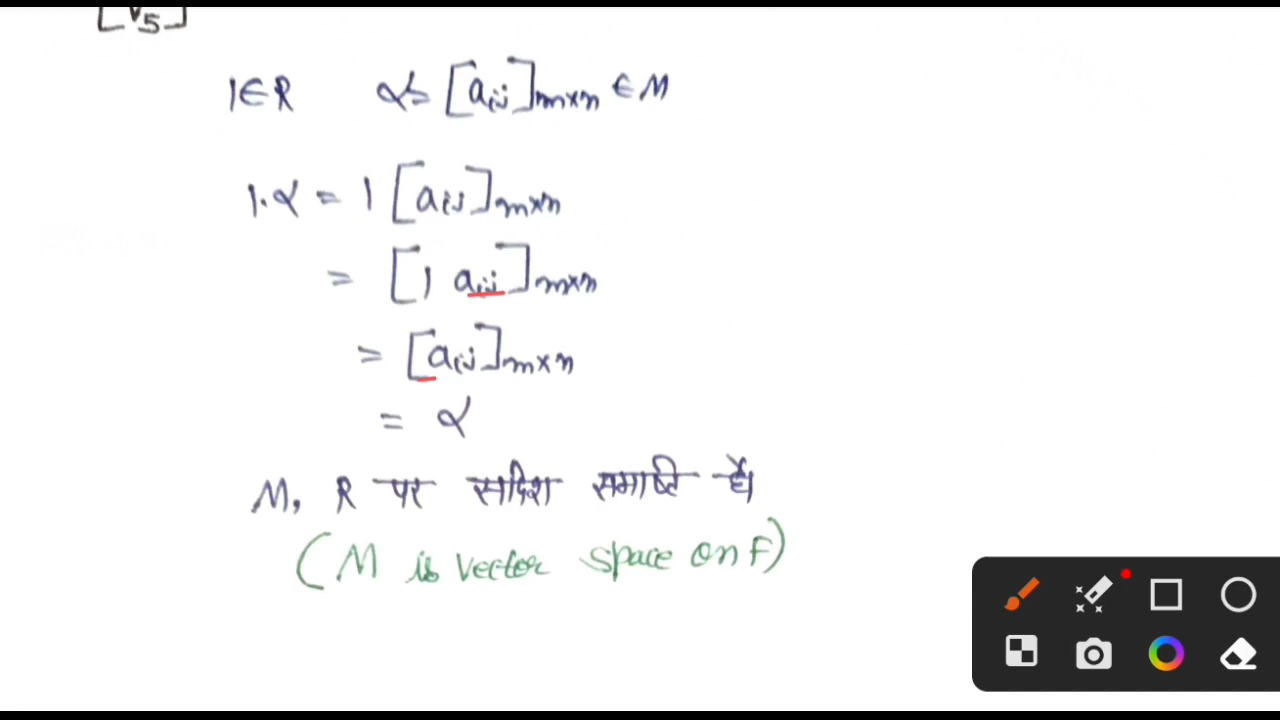 [V5]
1∈R α = [aij]m×n ∈ M
1.α = 1 [aij]m×n
= [1 aij]m×n
= [aij]m×n
= α
M, R पर सदिश समष्टि है।
(M is vector space on F)